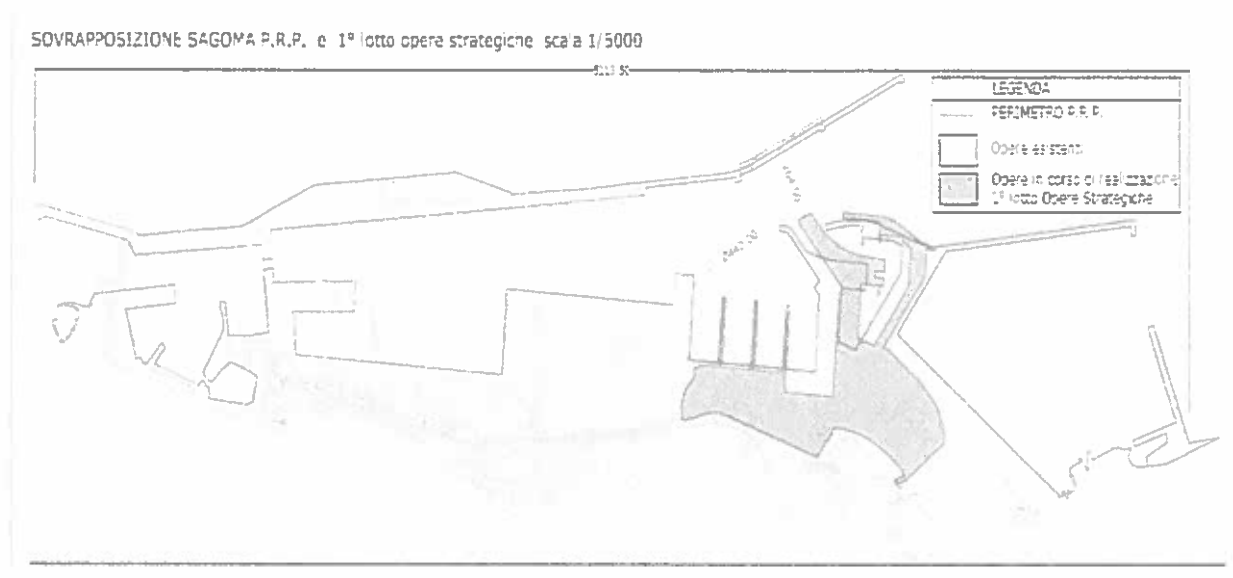 SOVRAPPOSIZIONE SAGOMA P.R.P. e 1° lotto opere strategiche scala 1/5000
LEGENDA
PERIMETRO P.R.P.
Opere esistenti
Opere in corso di realizzazione
1° lotto Opere Strategiche